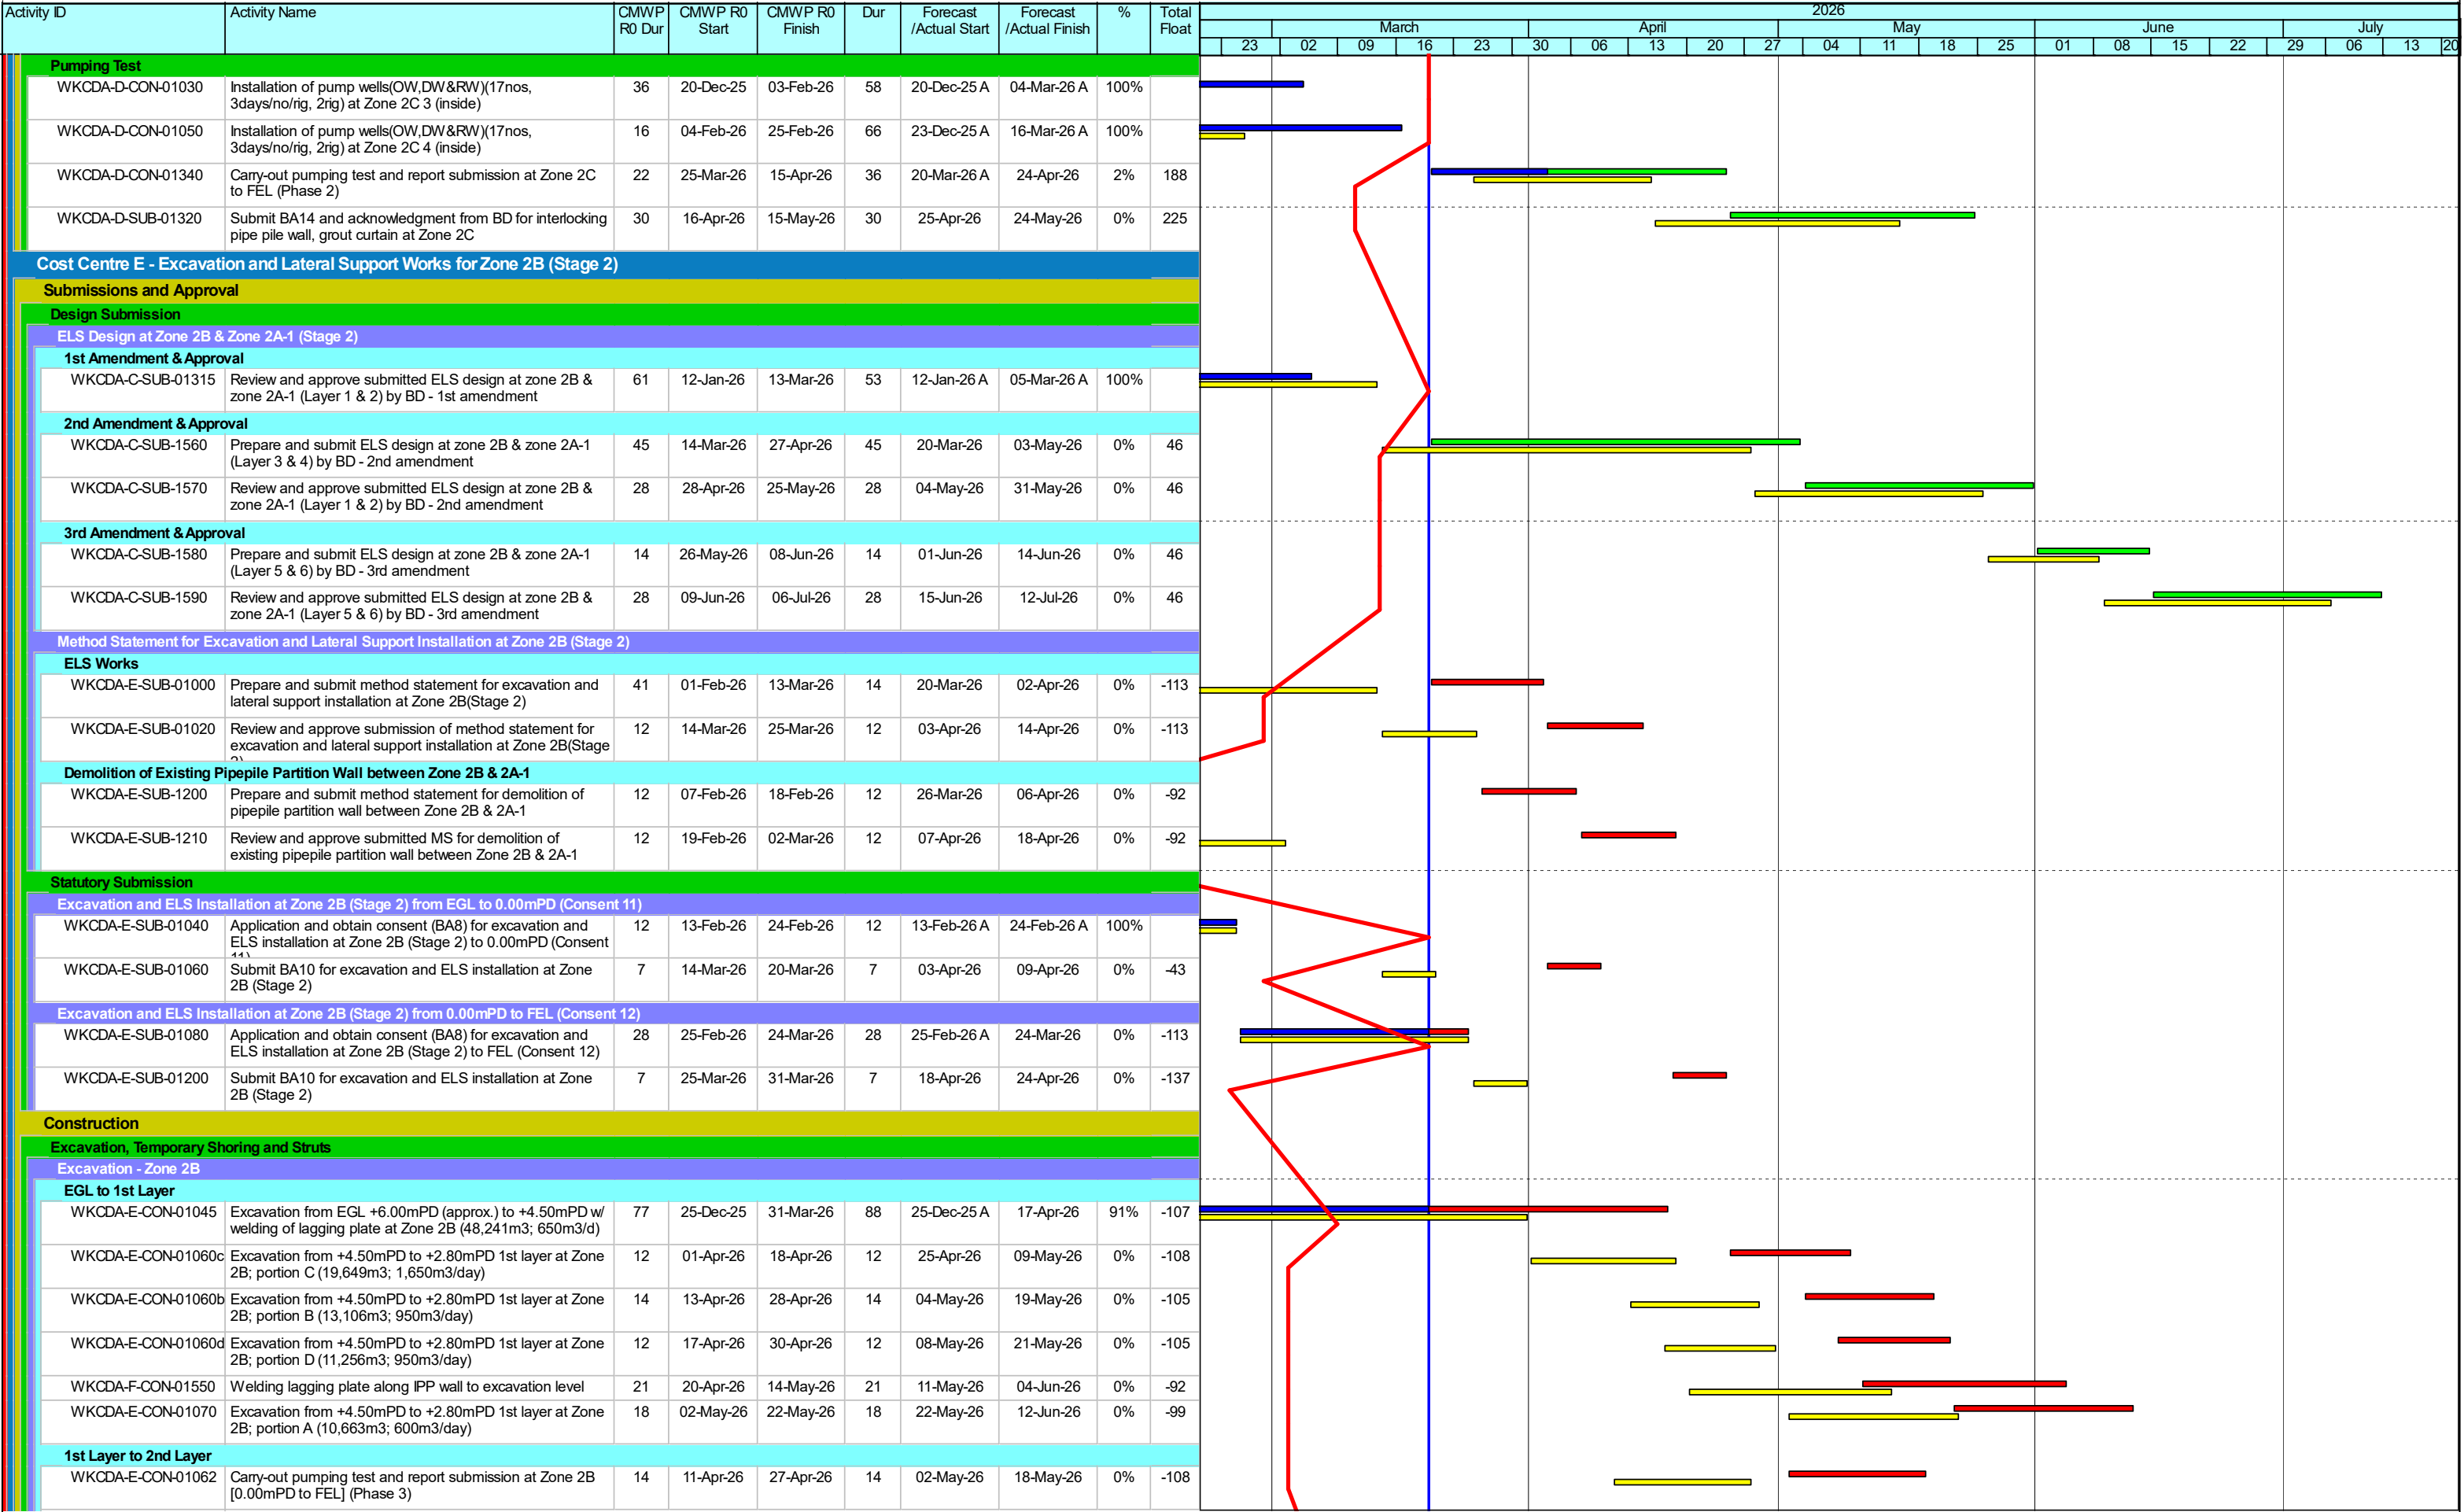 Activity ID Activity Name CMWP R0 Dur CMWP R0 Start CMWP R0 Finish Dur Forecast /Actual Start Forecast /Actual Finish % Total Float
2026
March April May June July
23 02 09 16 23 30 06 13 20 27 04 11 18 25 01 08 15 22 29 06 13 20
Pumping Test
WKCDA-D-CON-01030 Installation of pump wells(OW,DW&RW)(17nos, 36 20-Dec-25 03-Feb-26 58 20-Dec-25 A 04-Mar-26 A 100%
3days/no/rig, 2rig) at Zone 2C 3 (inside)
WKCDA-D-CON-01050 Installation of pump wells(OW,DW&RW)(17nos, 16 04-Feb-26 25-Feb-26 66 23-Dec-25 A 16-Mar-26 A 100%
3days/no/rig, 2rig) at Zone 2C 4 (inside)
WKCDA-D-CON-01340 Carry-out pumping test and report submission at Zone 2C 22 25-Mar-26 15-Apr-26 36 20-Mar-26 A 24-Apr-26 2% 188
to FEL (Phase 2)
WKCDA-D-SUB-01320 Submit BA14 and acknowledgment from BD for interlocking 30 16-Apr-26 15-May-26 30 25-Apr-26 24-May-26 0% 225
pipe pile wall, grout curtain at Zone 2C
Cost Centre E - Excavation and Lateral Support Works for Zone 2B (Stage 2)
Submissions and Approval
Design Submission
ELS Design at Zone 2B & Zone 2A-1 (Stage 2)
1st Amendment & Approval
WKCDA-C-SUB-01315 Review and approve submitted ELS design at zone 2B & 61 12-Jan-26 13-Mar-26 53 12-Jan-26 A 05-Mar-26 A 100%
zone 2A-1 (Layer 1 & 2) by BD - 1st amendment
2nd Amendment & Approval
WKCDA-C-SUB-1560 Prepare and submit ELS design at zone 2B & zone 2A-1 45 14-Mar-26 27-Apr-26 45 20-Mar-26 03-May-26 0% 46
(Layer 3 & 4) by BD - 2nd amendment
WKCDA-C-SUB-1570 Review and approve submitted ELS design at zone 2B & 28 28-Apr-26 25-May-26 28 04-May-26 31-May-26 0% 46
zone 2A-1 (Layer 1 & 2) by BD - 2nd amendment
3rd Amendment & Approval
WKCDA-C-SUB-1580 Prepare and submit ELS design at zone 2B & zone 2A-1 14 26-May-26 08-Jun-26 14 01-Jun-26 14-Jun-26 0% 46
(Layer 5 & 6) by BD - 3rd amendment
WKCDA-C-SUB-1590 Review and approve submitted ELS design at zone 2B & 28 09-Jun-26 06-Jul-26 28 15-Jun-26 12-Jul-26 0% 46
zone 2A-1 (Layer 5 & 6) by BD - 3rd amendment
Method Statement for Excavation and Lateral Support Installation at Zone 2B (Stage 2)
ELS Works
WKCDA-E-SUB-01000 Prepare and submit method statement for excavation and 41 01-Feb-26 13-Mar-26 14 20-Mar-26 02-Apr-26 0% -113
lateral support installation at Zone 2B(Stage 2)
WKCDA-E-SUB-01020 Review and approve submission of method statement for 12 14-Mar-26 25-Mar-26 12 03-Apr-26 14-Apr-26 0% -113
excavation and lateral support installation at Zone 2B(Stage
2)
Demolition of Existing Pipepile Partition Wall between Zone 2B & 2A-1
WKCDA-E-SUB-1200 Prepare and submit method statement for demolition of 12 07-Feb-26 18-Feb-26 12 26-Mar-26 06-Apr-26 0% -92
pipepile partition wall between Zone 2B & 2A-1
WKCDA-E-SUB-1210 Review and approve submitted MS for demolition of 12 19-Feb-26 02-Mar-26 12 07-Apr-26 18-Apr-26 0% -92
existing pipepile partition wall between Zone 2B & 2A-1
Statutory Submission
Excavation and ELS Installation at Zone 2B (Stage 2) from EGL to 0.00mPD (Consent 11)
WKCDA-E-SUB-01040 Application and obtain consent (BA8) for excavation and 12 13-Feb-26 24-Feb-26 12 13-Feb-26 A 24-Feb-26 A 100%
ELS installation at Zone 2B (Stage 2) to 0.00mPD (Consent
11)
WKCDA-E-SUB-01060 Submit BA10 for excavation and ELS installation at Zone 7 14-Mar-26 20-Mar-26 7 03-Apr-26 09-Apr-26 0% -43
2B (Stage 2)
Excavation and ELS Installation at Zone 2B (Stage 2) from 0.00mPD to FEL (Consent 12)
WKCDA-E-SUB-01080 Application and obtain consent (BA8) for excavation and 28 25-Feb-26 24-Mar-26 28 25-Feb-26 A 24-Mar-26 0% -113
ELS installation at Zone 2B (Stage 2) to FEL (Consent 12)
WKCDA-E-SUB-01200 Submit BA10 for excavation and ELS installation at Zone 7 25-Mar-26 31-Mar-26 7 18-Apr-26 24-Apr-26 0% -137
2B (Stage 2)
Construction
Excavation, Temporary Shoring and Struts
Excavation - Zone 2B
EGL to 1st Layer
WKCDA-E-CON-01045 Excavation from EGL +6.00mPD (approx.) to +4.50mPD w/ 77 25-Dec-25 31-Mar-26 88 25-Dec-25 A 17-Apr-26 91% -107
welding of lagging plate at Zone 2B (48,241m3; 650m3/d)
WKCDA-E-CON-01060c Excavation from +4.50mPD to +2.80mPD 1st layer at Zone 12 01-Apr-26 18-Apr-26 12 25-Apr-26 09-May-26 0% -108
2B; portion C (19,649m3; 1,650m3/day)
WKCDA-E-CON-01060b Excavation from +4.50mPD to +2.80mPD 1st layer at Zone 14 13-Apr-26 28-Apr-26 14 04-May-26 19-May-26 0% -105
2B; portion B (13,106m3; 950m3/day)
WKCDA-E-CON-01060d Excavation from +4.50mPD to +2.80mPD 1st layer at Zone 12 17-Apr-26 30-Apr-26 12 08-May-26 21-May-26 0% -105
2B; portion D (11,256m3; 950m3/day)
WKCDA-F-CON-01550 Welding lagging plate along IPP wall to excavation level 21 20-Apr-26 14-May-26 21 11-May-26 04-Jun-26 0% -92
WKCDA-E-CON-01070 Excavation from +4.50mPD to +2.80mPD 1st layer at Zone 18 02-May-26 22-May-26 18 22-May-26 12-Jun-26 0% -99
2B; portion A (10,663m3; 600m3/day)
1st Layer to 2nd Layer
WKCDA-E-CON-01062 Carry-out pumping test and report submission at Zone 2B 14 11-Apr-26 27-Apr-26 14 02-May-26 18-May-26 0% -108
[0.00mPD to FEL] (Phase 3)